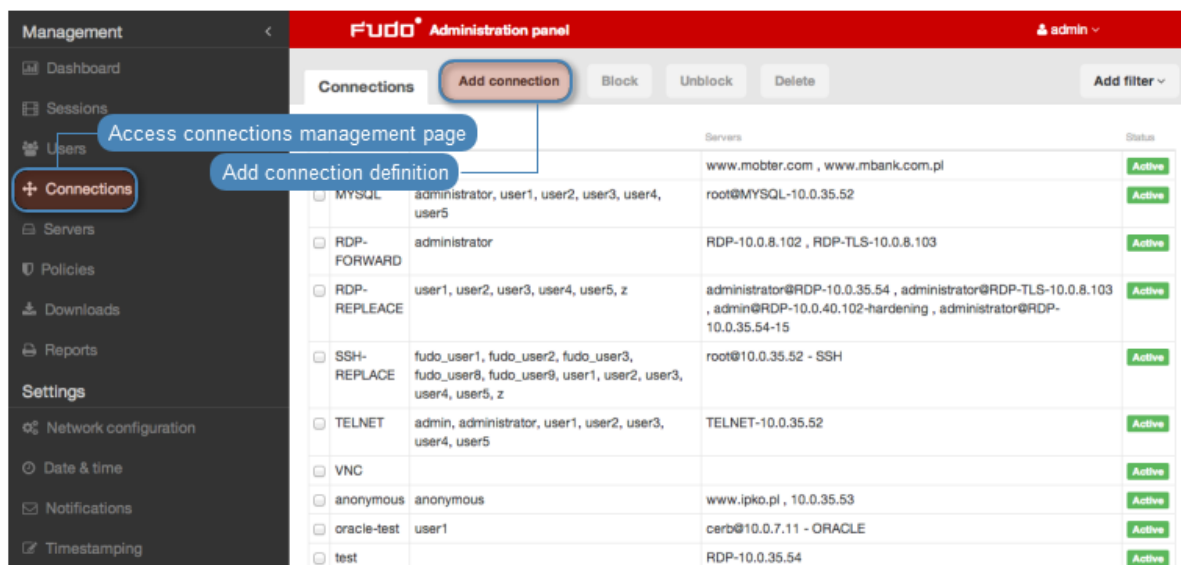 Management
FUDO Administration panel
admin
Dashboard
Sessions
Users
Connections
Servers
Policies
Downloads
Reports
Settings
Network configuration
Date & time
Notifications
Timestamping
Connections
Add connection
Block
Unblock
Delete
Add filter
Access connections management page
Add connection definition
Servers
Status
www.mobter.com , www.mbank.com.pl
Active
MYSQL
administrator, user1, user2, user3, user4,
user5
root@MYSQL-10.0.35.52
Active
RDP-
FORWARD
administrator
RDP-10.0.8.102 , RDP-TLS-10.0.8.103
Active
RDP-
REPLEACE
user1, user2, user3, user4, user5, z
administrator@RDP-10.0.35.54 , administrator@RDP-TLS-10.0.8.103
, admin@RDP-10.0.40.102-hardening , administrator@RDP-
10.0.35.54-15
Active
SSH-
REPLACE
fudo_user1, fudo_user2, fudo_user3,
fudo_user8, fudo_user9, user1, user2, user3,
user4, user5, z
root@10.0.35.52 - SSH
Active
TELNET
admin, administrator, user1, user2, user3,
user4, user5
TELNET-10.0.35.52
Active
VNC
Active
anonymous
anonymous
www.ipko.pl , 10.0.35.53
Active
oracle-test
user1
cerb@10.0.7.11 - ORACLE
Active
test
RDP-10.0.35.54
Active